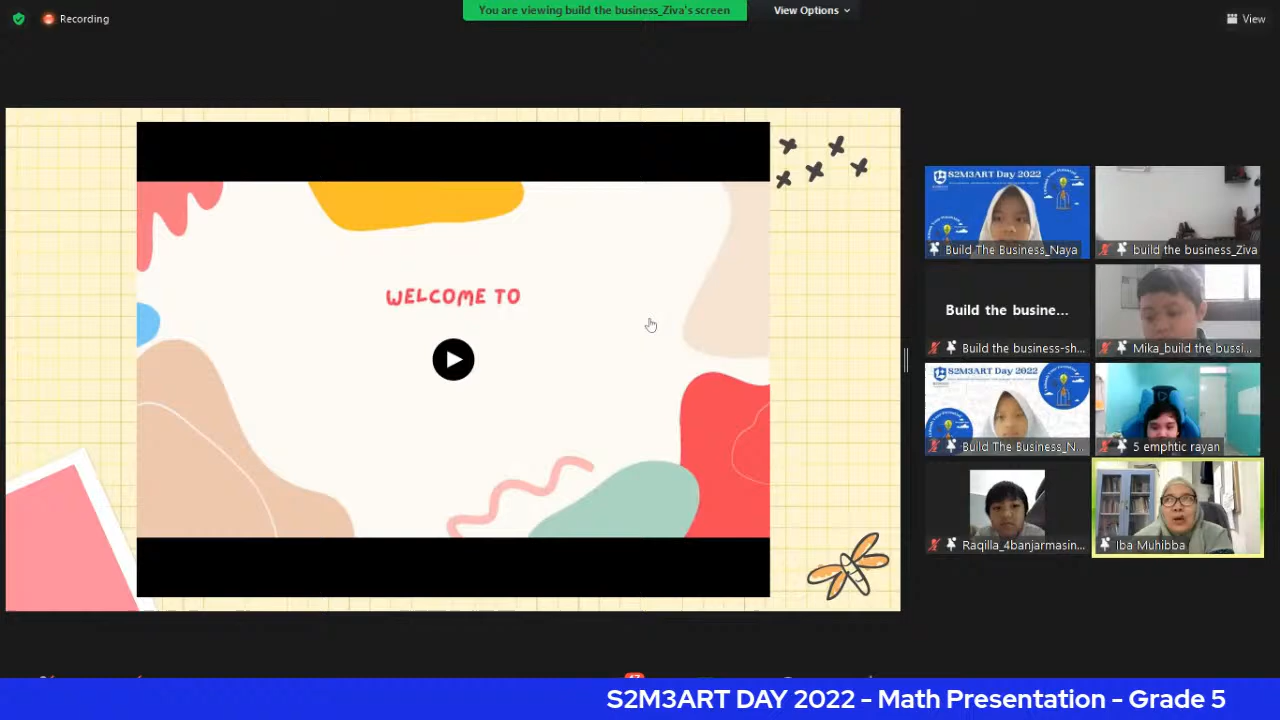 Recording
You are viewing build the business_Ziva's screen
View Options
View
WELCOME TO
S2M3ART Day 2022
Build The Business_Naya
build the business_Ziva
Build the busine...
Build the business-sh...
Mika_build the bussi...
S2M3ART Day 2022
Build The Business_N...
5 emphtic rayan
Raqilla_4banjarmasin...
Iba Muhibba
S2M3ART DAY 2022 - Math Presentation - Grade 5